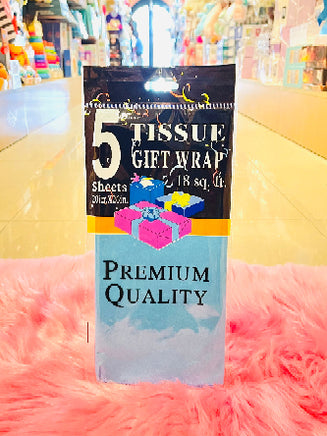 5 TISSUE
GIFT WRAP
Sheets
18 sq. ft.
PREMIUM
QUALITY